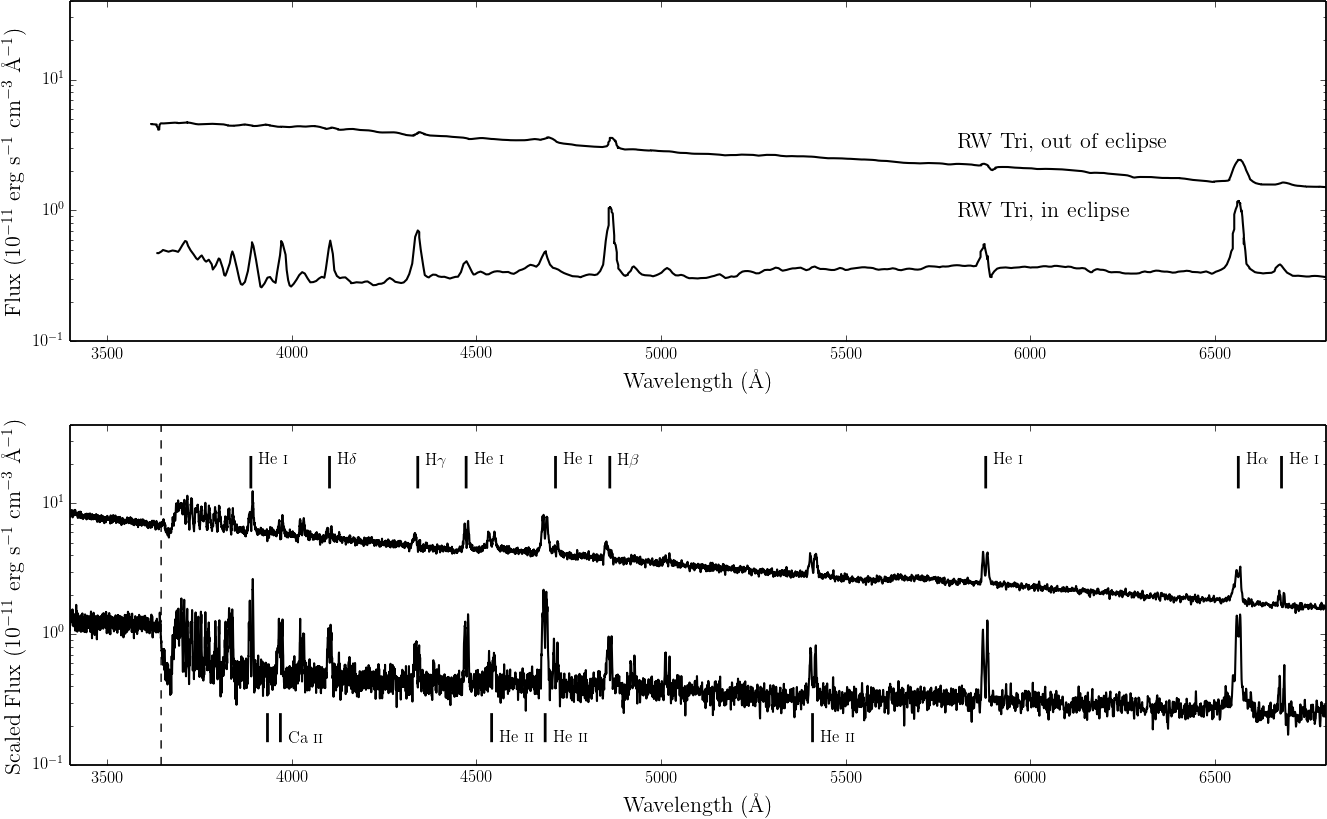 Flux (10⁻¹¹ erg s⁻¹ cm⁻³ Å⁻¹)
10¹
10⁰
10⁻¹
RW Tri, out of eclipse
RW Tri, in eclipse
3500 4000 4500 5000 5500 6000 6500
Wavelength (Å)
Scaled Flux (10⁻¹¹ erg s⁻¹ cm⁻³ Å⁻¹)
10¹
10⁰
10⁻¹
He I Hδ Hγ He I He I Hβ He I Hα He I
Ca II He II He II He II
3500 4000 4500 5000 5500 6000 6500
Wavelength (Å)